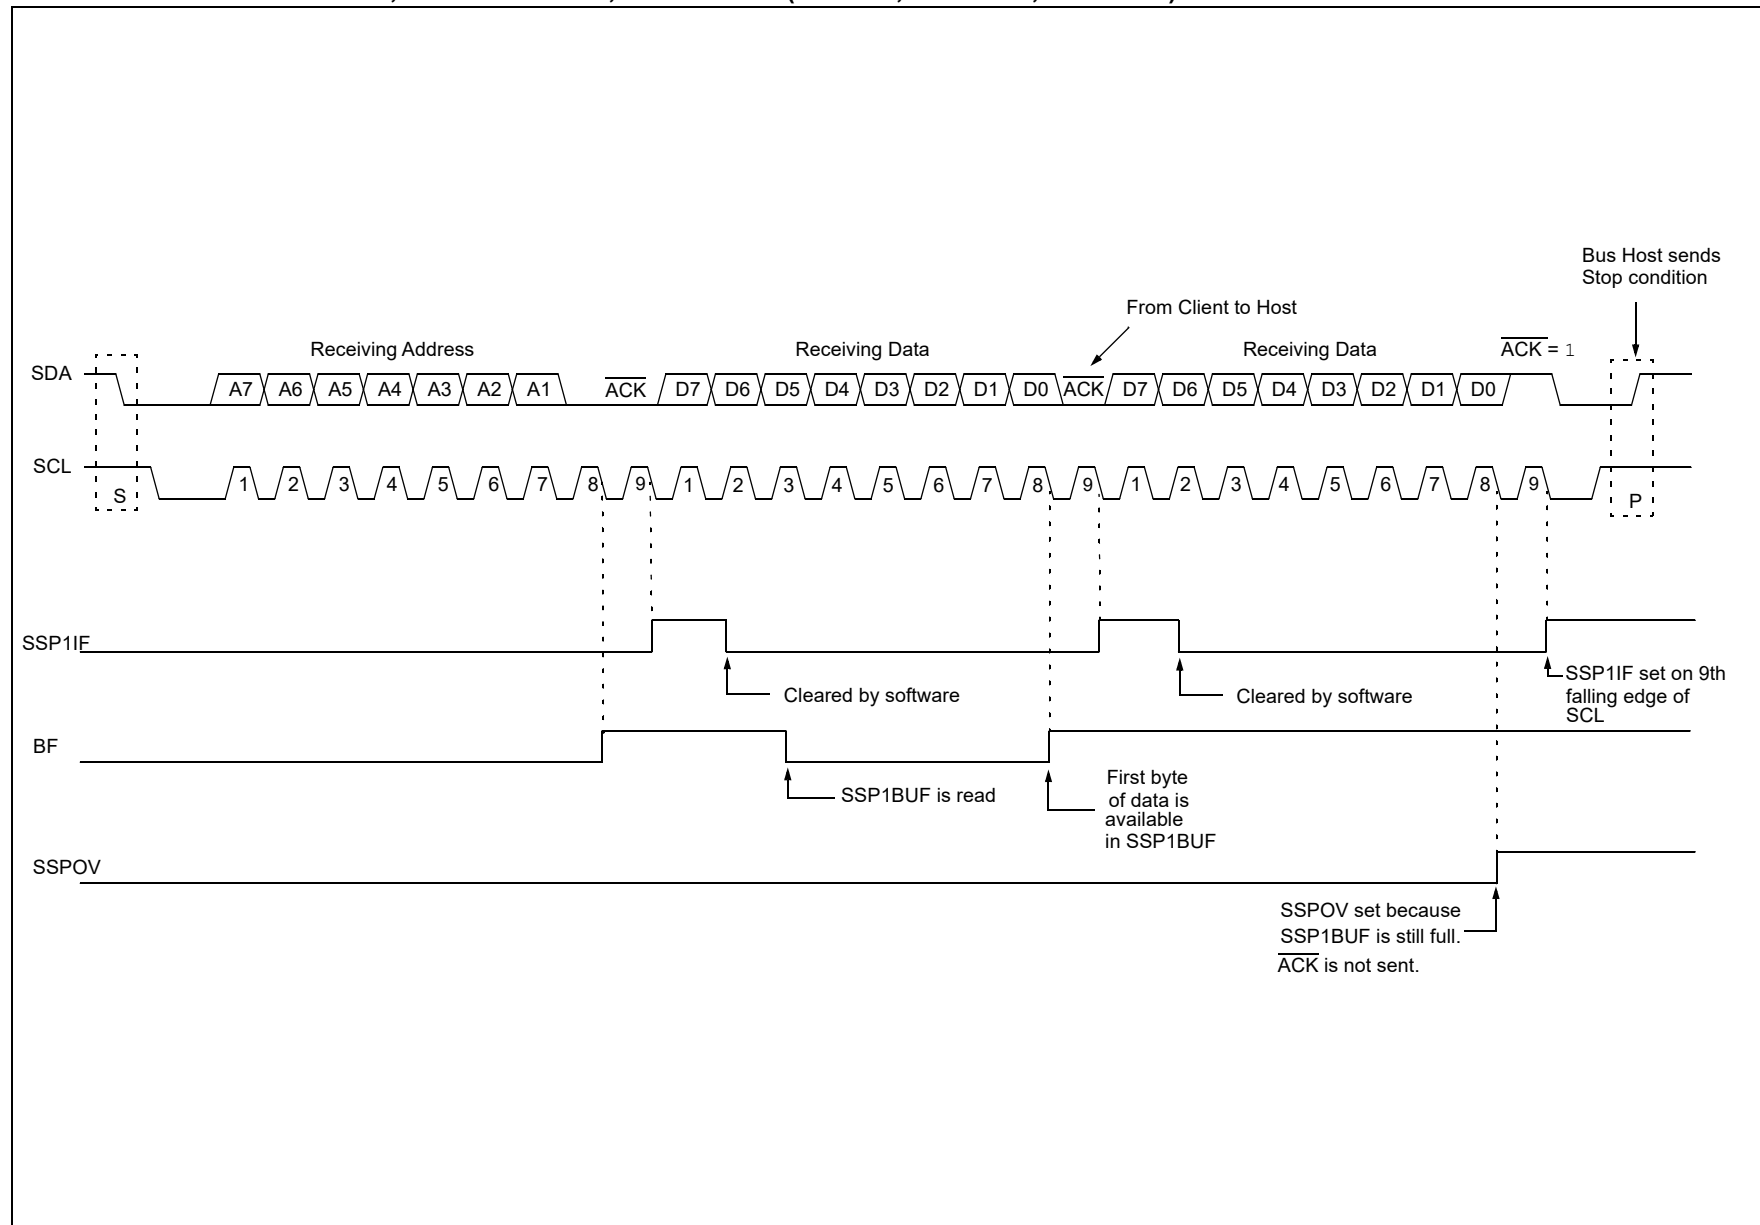 Bus Host sends
Stop condition
From Client to Host
Receiving Address
Receiving Data
Receiving Data
ACK = 1
SDA
A7 A6 A5 A4 A3 A2 A1 ACK D7 D6 D5 D4 D3 D2 D1 D0 ACK D7 D6 D5 D4 D3 D2 D1 D0
SCL
S
1 2 3 4 5 6 7 8 9 1 2 3 4 5 6 7 8 9 1 2 3 4 5 6 7 8 9
P
SSP1IF
Cleared by software
Cleared by software
SSP1IF set on 9th
falling edge of
SCL
BF
SSP1BUF is read
First byte
of data is
available
in SSP1BUF
SSPOV
SSPOV set because
SSP1BUF is still full.
ACK is not sent.